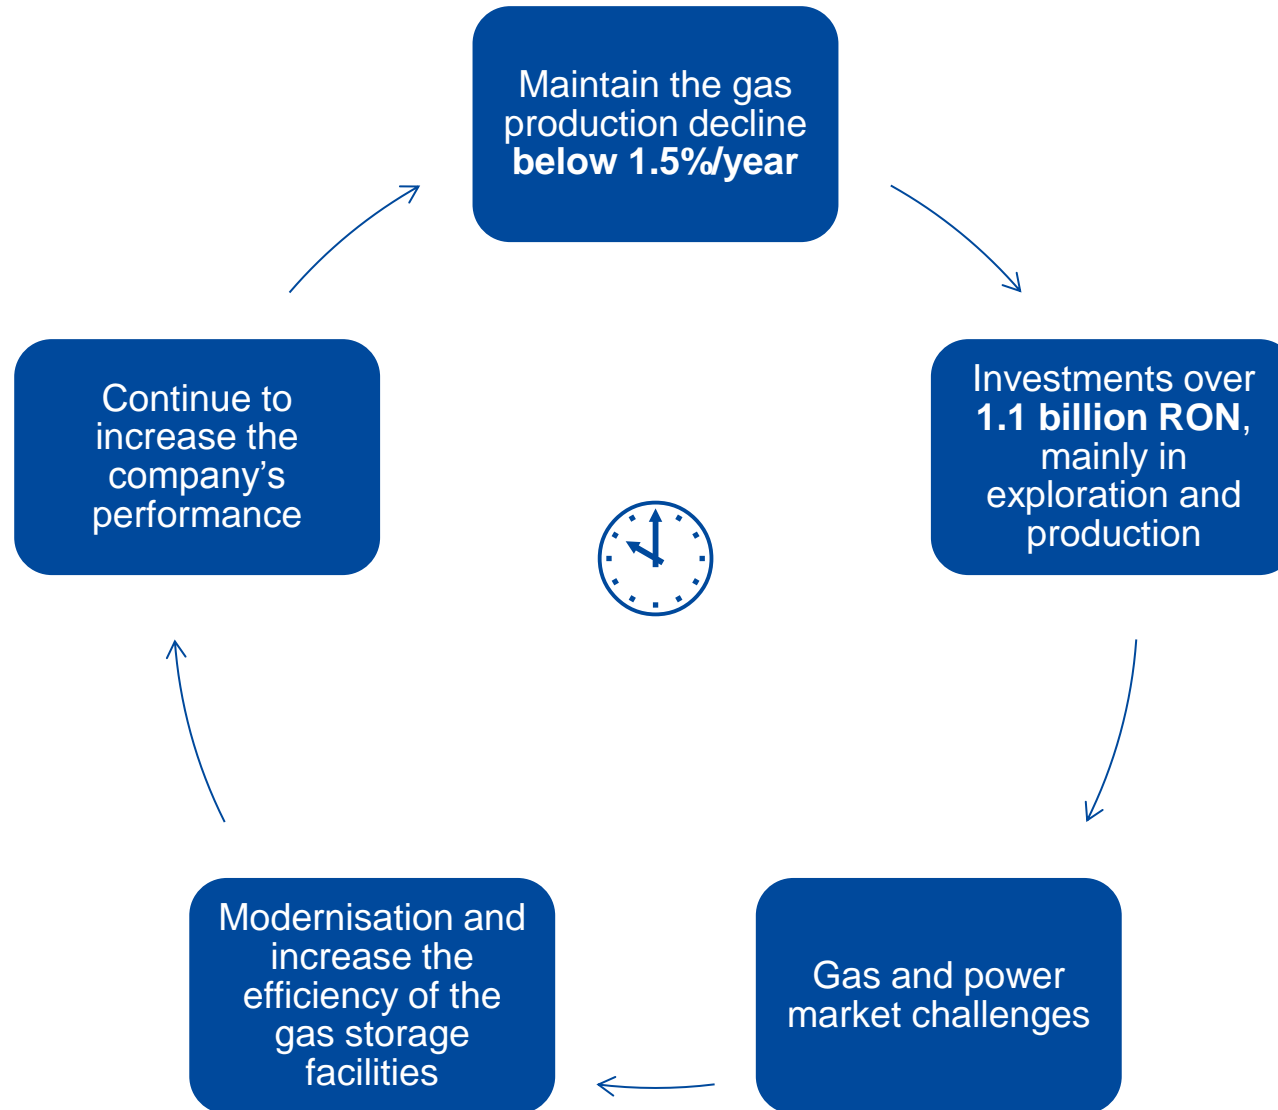 Maintain the gas
production decline
below 1.5%/year
Investments over
1.1 billion RON,
mainly in
exploration and
production
Gas and power
market challenges
Modernisation and
increase the
efficiency of the
gas storage
facilities
Continue to
increase the
company’s
performance